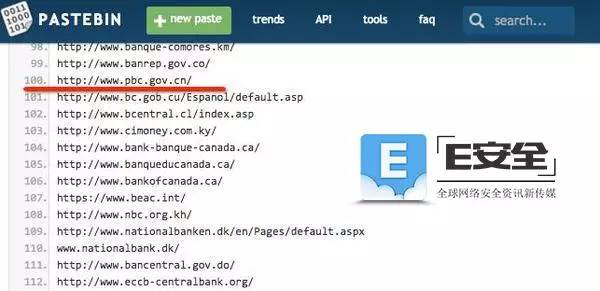 0011
1000
101
PASTEBIN
+ new paste
trends
API
tools
faq
search...
98. http://www.banque-comores.km/
99. http://www.banrep.gov.co/
100. http://www.pbc.gov.cn/
101. http://www.bc.gob.cu/Espanol/default.asp
102. http://www.bcentral.cl/index.asp
103. http://www.cimoney.com.ky/
104. http://www.bank-banque-canada.ca/
105. http://www.banqueducanada.ca/
106. http://www.bankofcanada.ca/
107. https://www.beac.int/
108. http://www.nbc.org.kh/
109. http://www.nationalbanken.dk/en/Pages/default.aspx
110. www.nationalbank.dk/
111. http://www.bancentral.gov.do/
112. http://www.eccb-centralbank.org/
E
E安全
全球网络安全资讯新传媒